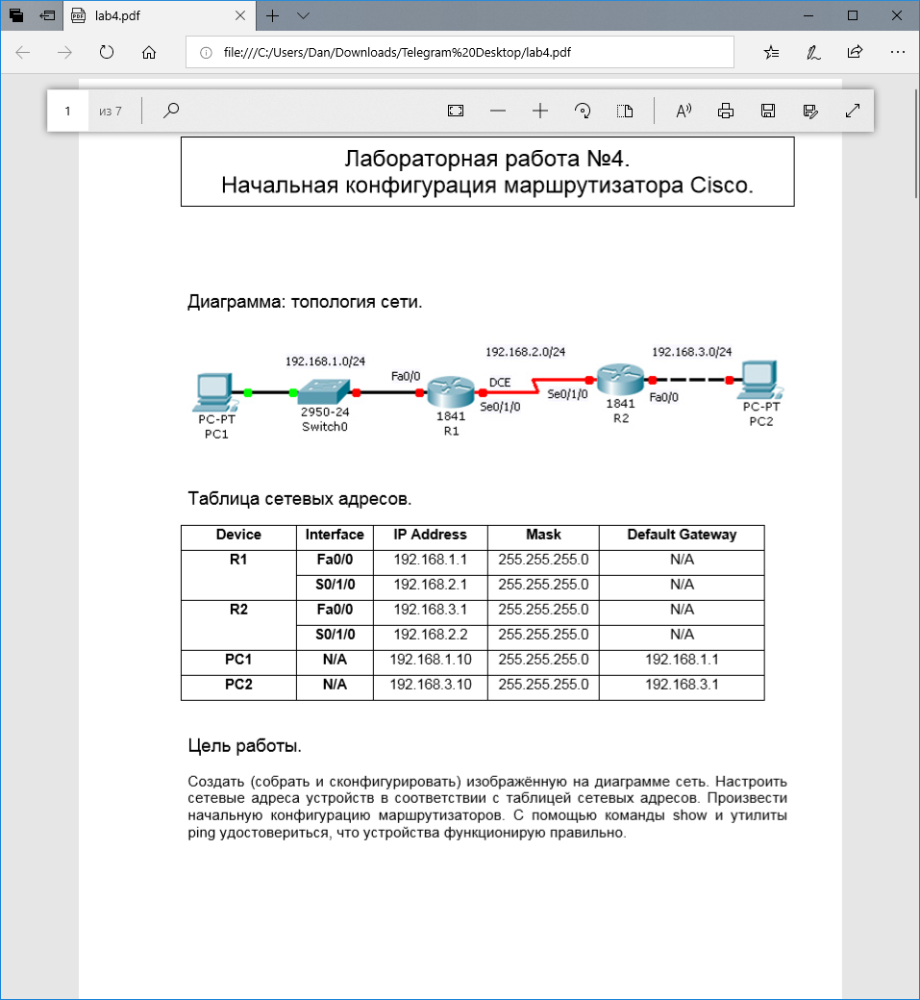 lab4.pdf
file:///C:/Users/Dan/Downloads/Telegram%20Desktop/lab4.pdf
1 из 7
Лабораторная работа №4.
Начальная конфигурация маршрутизатора Cisco.
Диаграмма: топология сети.
192.168.1.0/24
192.168.2.0/24
192.168.3.0/24
Fa0/0
DCE
Se0/1/0
Se0/1/0
Fa0/0
PC-PT
PC1
2950-24
Switch0
1841
R1
1841
R2
PC-PT
PC2
Таблица сетевых адресов.
Device Interface IP Address Mask Default Gateway
R1 Fa0/0 192.168.1.1 255.255.255.0 N/A
S0/1/0 192.168.2.1 255.255.255.0 N/A
R2 Fa0/0 192.168.3.1 255.255.255.0 N/A
S0/1/0 192.168.2.2 255.255.255.0 N/A
PC1 N/A 192.168.1.10 255.255.255.0 192.168.1.1
PC2 N/A 192.168.3.10 255.255.255.0 192.168.3.1
Цель работы.
Создать (собрать и сконфигурировать) изображённую на диаграмме сеть. Настроить
сетевые адреса устройств в соответствии с таблицей сетевых адресов. Произвести
начальную конфигурацию маршрутизаторов. С помощью команды show и утилиты
ping удостовериться, что устройства функционирую правильно.